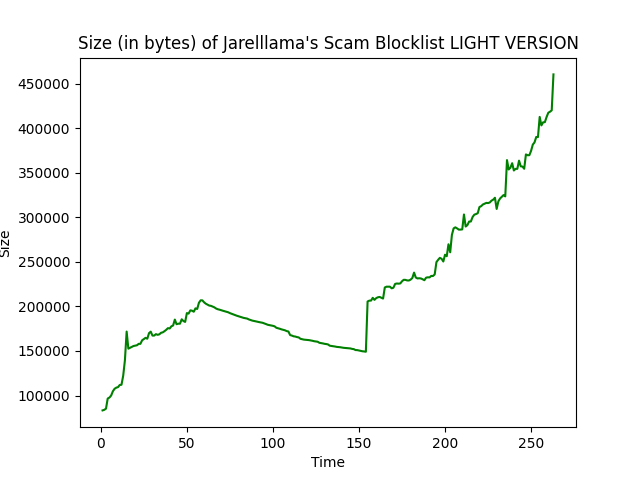 Size (in bytes) of Jarelllama's Scam Blocklist LIGHT VERSION
450000
400000
350000
300000
250000
200000
150000
100000
Size
0 50 100 150 200 250
Time